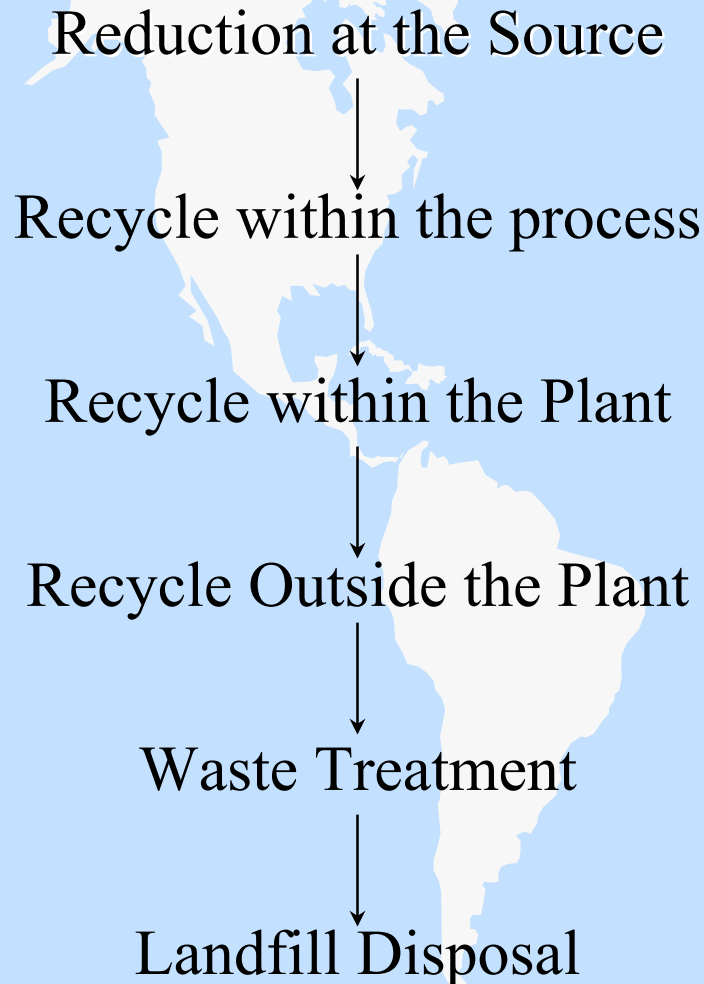 Reduction at the Source
Recycle within the process
Recycle within the Plant
Recycle Outside the Plant
Waste Treatment
Landfill Disposal